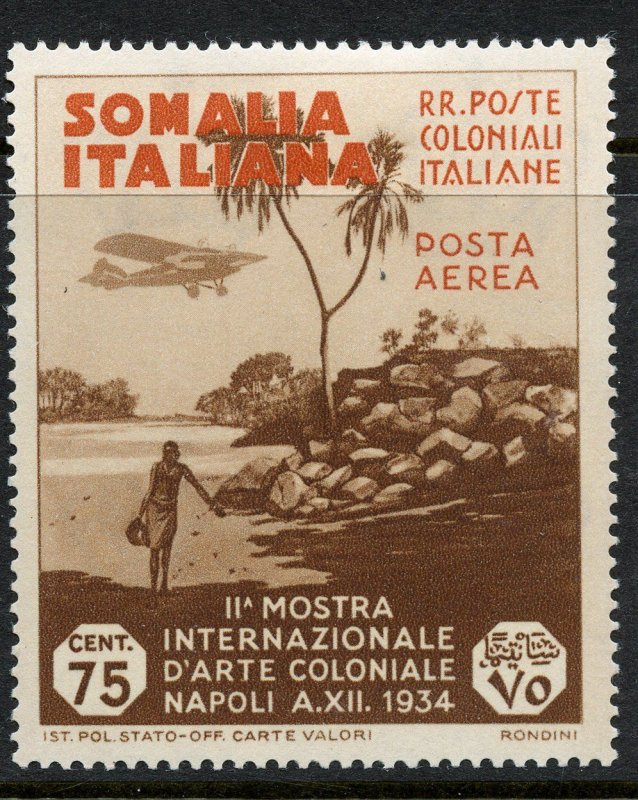 SOMALIA
ITALIANA
RR. POSTE
COLONIALI
ITALIANE
POSTA
AEREA
IIᴬ MOSTRA
INTERNAZIONALE
D'ARTE COLONIALE
NAPOLI A.XII. 1934
CENT.
75
٧٥
IST. POL. STATO-OFF. CARTE VALORI
RONDINI